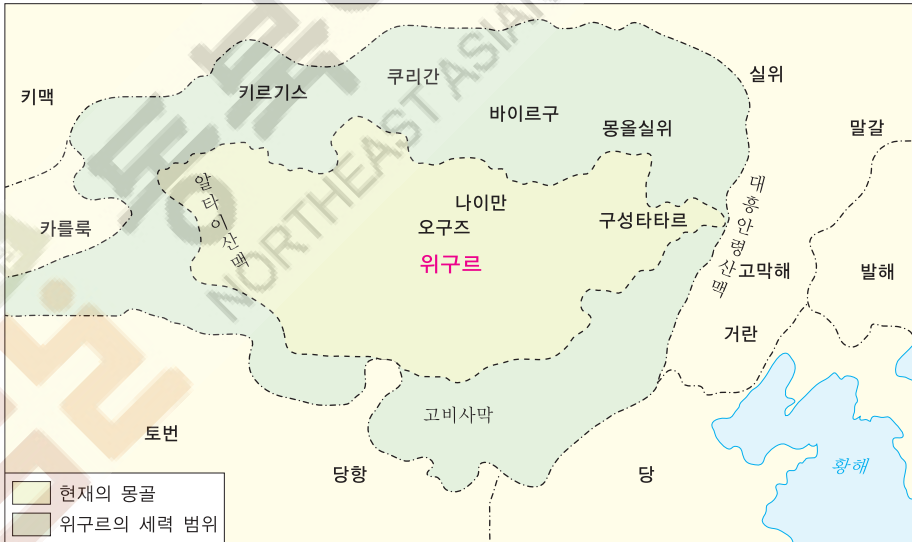 키맥
키르기스
쿠리간
바이르구
몽올실위
실위
말갈
카를룩
알타이산맥
나이만
오구즈
위구르
구성타타르
대흥안령산맥
고막해
발해
거란
고비사막
토번
당항
당
황해
현재의 몽골
위구르의 세력 범위
동북
NORTHEAST ASIAN